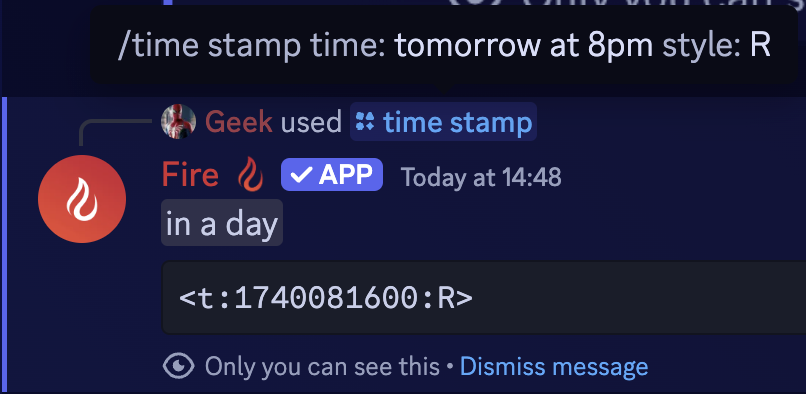 /time stamp time: tomorrow at 8pm style: R
Geek used time stamp
Fire APP Today at 14:48
in a day
<t:1740081600:R>
Only you can see this • Dismiss message